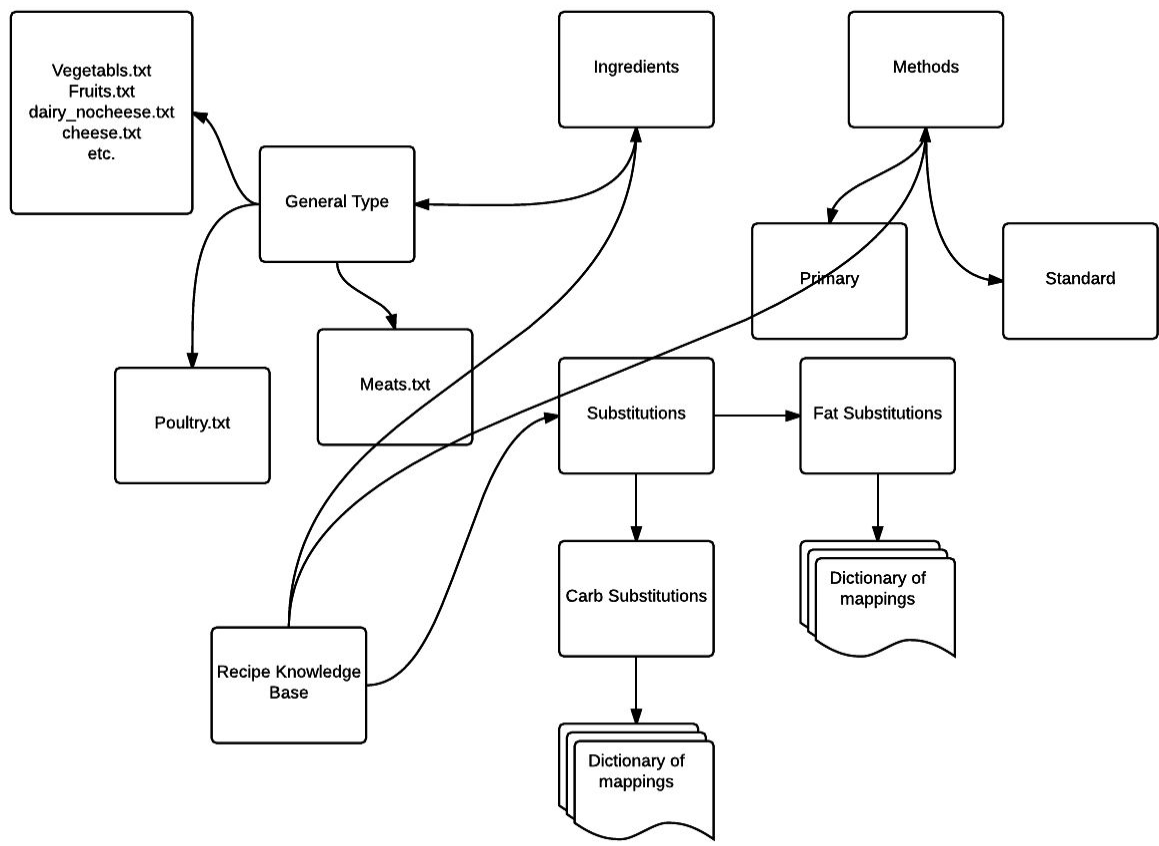 Vegetabls.txt
Fruits.txt
dairy_nocheese.txt
cheese.txt
etc.
Ingredients
Methods
General Type
Primary
Standard
Meats.txt
Poultry.txt
Substitutions
Fat Substitutions
Carb Substitutions
Dictionary of
mappings
Recipe Knowledge
Base
Dictionary of
mappings